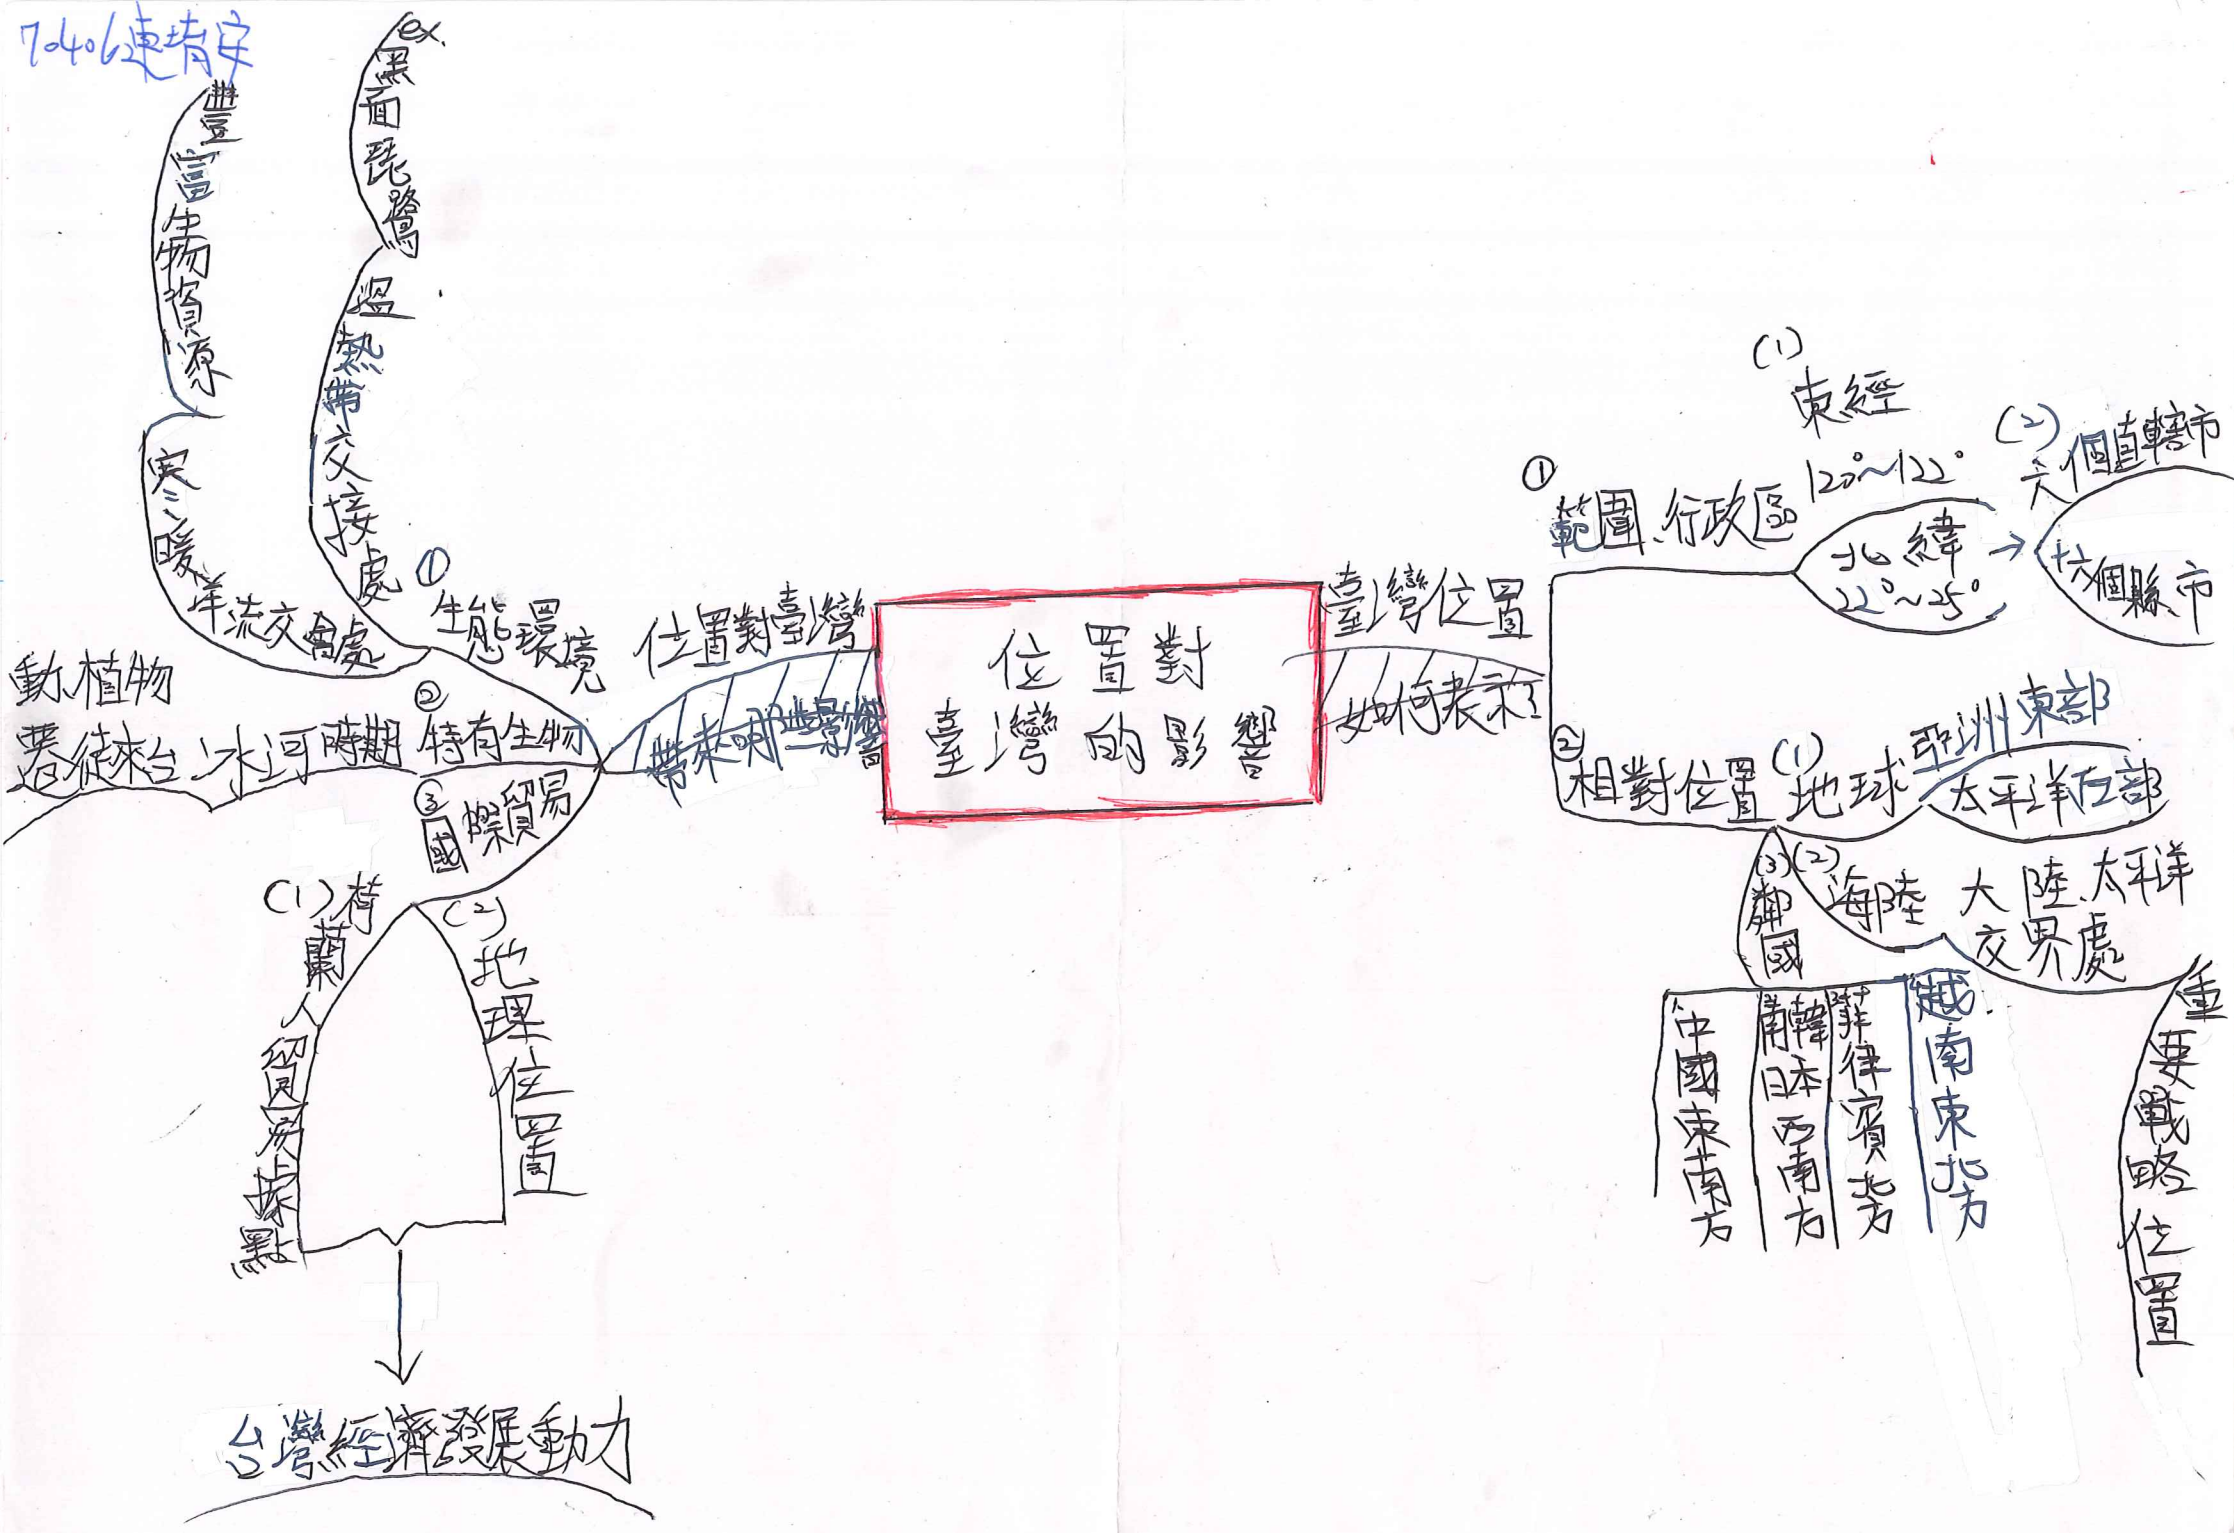 70406 陳堉安
位置對
臺灣的影響
臺灣位置
如何表示?
①
範圍、行政區
(1)
東經
120°~122°
北緯
22°~25°
→
(2)
六個直轄市
十六個縣、市
②
相對位置
(1)
地球
亞洲東部
太平洋西部
(2)
海陸
大陸、太平洋
交界處
重要戰略位置
(3)
鄰國
中國東南方
南韓
日本西南方
菲律賓北方
越南東北方
位置對臺灣
帶來哪些影響
①
生態環境
溫熱帶交接處
ex.
黑面琵鷺
寒、暖洋流交會處
豐富生物資源
②
特有生物
冰河時期
動、植物
遷徙來台
③
國際貿易
(1)
荷蘭人貿易據點
(2)
地理位置
台灣經濟發展動力